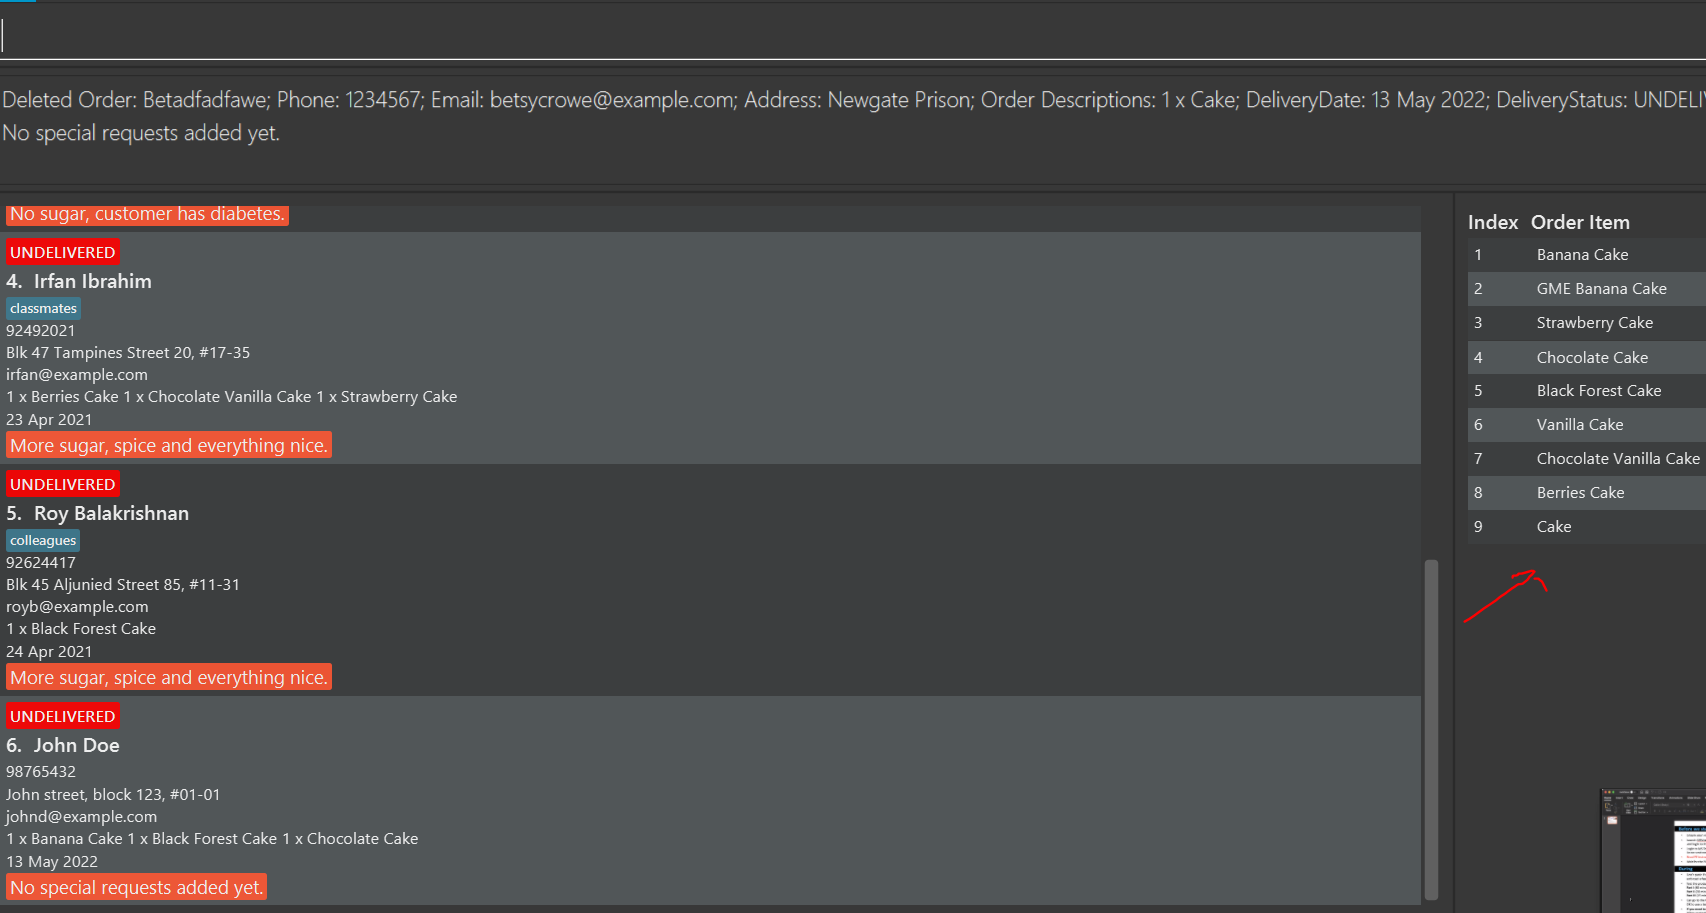 Deleted Order: Betadfadfawe; Phone: 1234567; Email: betsycrowe@example.com; Address: Newgate Prison; Order Descriptions: 1 x Cake; DeliveryDate: 13 May 2022; DeliveryStatus: UNDELI
No special requests added yet.
No sugar, customer has diabetes.
UNDELIVERED
4. Irfan Ibrahim
classmates
92492021
Blk 47 Tampines Street 20, #17-35
irfan@example.com
1 x Berries Cake 1 x Chocolate Vanilla Cake 1 x Strawberry Cake
23 Apr 2021
More sugar, spice and everything nice.
UNDELIVERED
5. Roy Balakrishnan
colleagues
92624417
Blk 45 Aljunied Street 85, #11-31
royb@example.com
1 x Black Forest Cake
24 Apr 2021
More sugar, spice and everything nice.
UNDELIVERED
6. John Doe
98765432
John street, block 123, #01-01
johnd@example.com
1 x Banana Cake 1 x Black Forest Cake 1 x Chocolate Cake
13 May 2022
No special requests added yet.
Index Order Item
1 Banana Cake
2 GME Banana Cake
3 Strawberry Cake
4 Chocolate Cake
5 Black Forest Cake
6 Vanilla Cake
7 Chocolate Vanilla Cake
8 Berries Cake
9 Cake